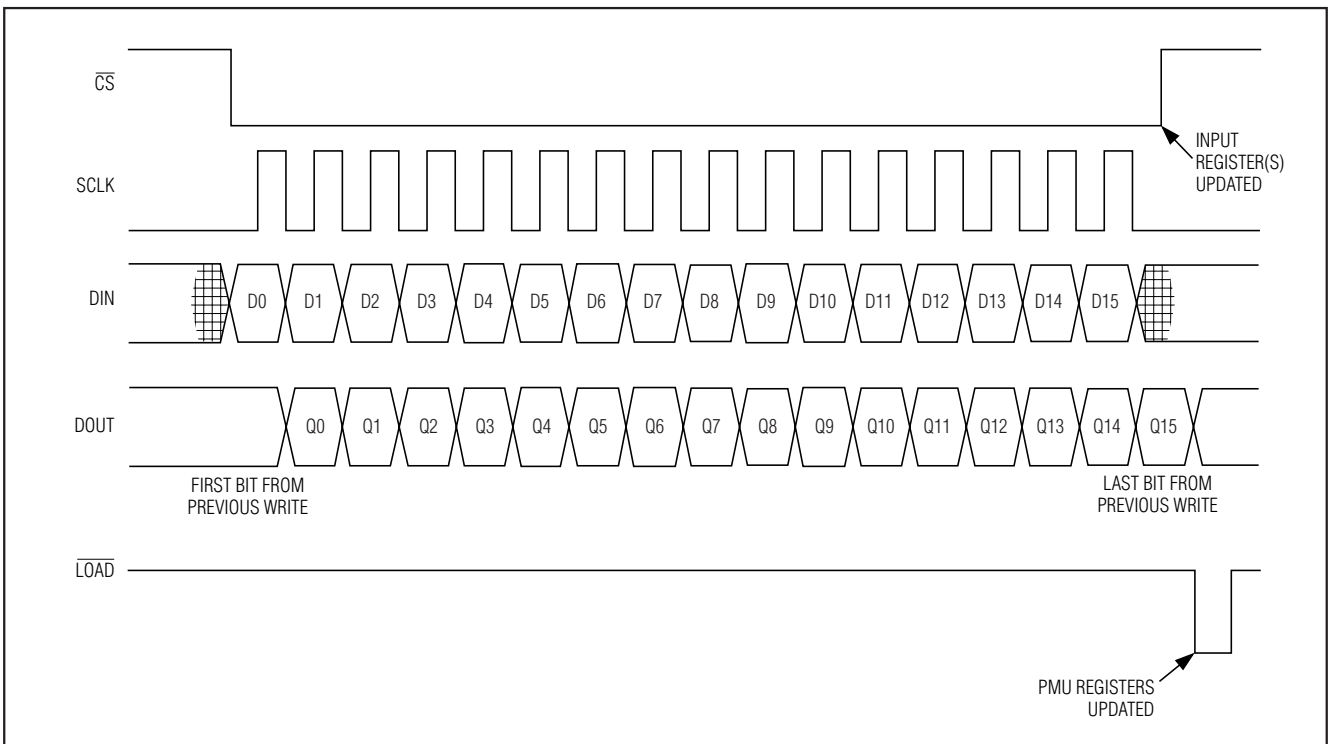 CS
INPUT
REGISTER(S)
UPDATED
SCLK
DIN D0 D1 D2 D3 D4 D5 D6 D7 D8 D9 D10 D11 D12 D13 D14 D15
DOUT Q0 Q1 Q2 Q3 Q4 Q5 Q6 Q7 Q8 Q9 Q10 Q11 Q12 Q13 Q14 Q15
FIRST BIT FROM
PREVIOUS WRITE
LAST BIT FROM
PREVIOUS WRITE
LOAD
PMU REGISTERS
UPDATED